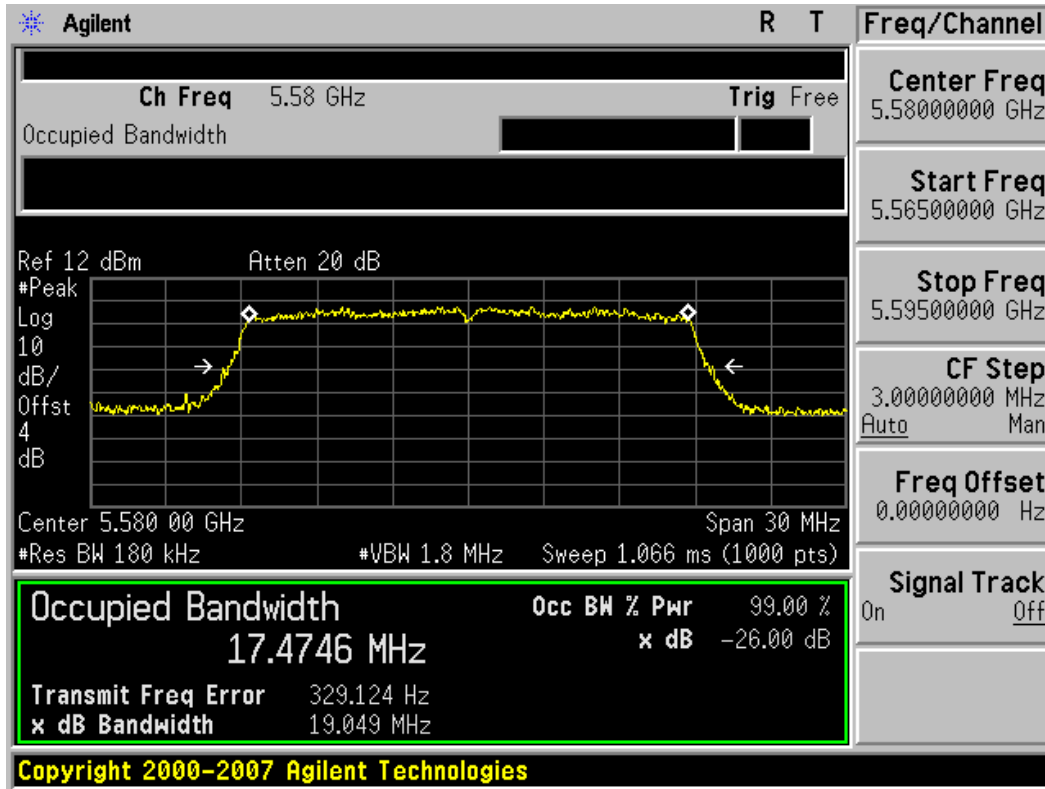 Agilent R T
Freq/Channel
Ch Freq 5.58 GHz Trig Free
Occupied Bandwidth
Center Freq
5.58000000 GHz
Start Freq
5.56500000 GHz
Stop Freq
5.59500000 GHz
CF Step
3.00000000 MHz
Auto Man
Freq Offset
0.00000000 Hz
Signal Track
On Off
Ref 12 dBm Atten 20 dB
#Peak
Log
10
dB/
Offst
4
dB
Center 5.580 00 GHz Span 30 MHz
#Res BW 180 kHz #VBW 1.8 MHz Sweep 1.066 ms (1000 pts)
Occupied Bandwidth Occ BW % Pwr 99.00 %
17.4746 MHz x dB -26.00 dB
Transmit Freq Error 329.124 Hz
x dB Bandwidth 19.049 MHz
Copyright 2000-2007 Agilent Technologies